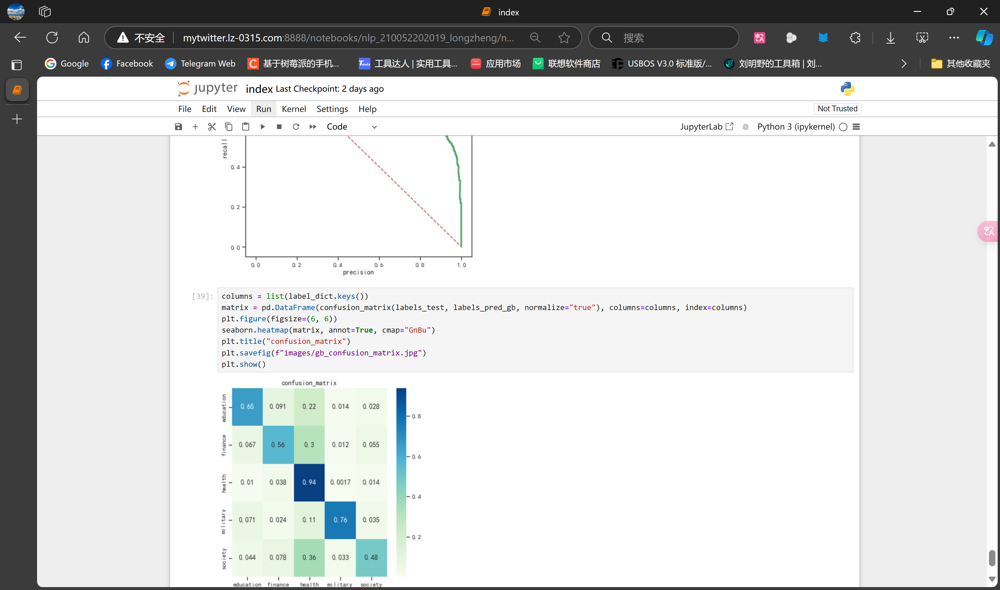 index
不安全
mytwitter.lz-0315.com:8888/notebooks/nlp_210052202019_longzheng/n...
搜索
Google
Facebook
Telegram Web
基于树莓派的手机...
Tools 工具达人 | 实用工具...
应用市场
联想软件商店
USBOS V3.0 标准版/...
刘明野的工具箱 | 刘...
其他收藏夹
jupyter index Last Checkpoint: 2 days ago
File Edit View Run Kernel Settings Help
Not Trusted
Code
JupyterLab
Python 3 (ipykernel)
recall
0.4
0.2
0.0
0.0 0.2 0.4 0.6 0.8 1.0
precision
[39]:
columns = list(label_dict.keys())
matrix = pd.DataFrame(confusion_matrix(labels_test, labels_pred_gb, normalize="true"), columns=columns, index=columns)
plt.figure(figsize=(6, 6))
seaborn.heatmap(matrix, annot=True, cmap="GnBu")
plt.title("confusion_matrix")
plt.savefig(f"images/gb_confusion_matrix.jpg")
plt.show()
confusion_matrix
education 0.65 0.091 0.22 0.014 0.028
finance 0.067 0.56 0.3 0.012 0.055
health 0.01 0.038 0.94 0.0017 0.014
military 0.071 0.024 0.11 0.76 0.035
society 0.044 0.078 0.36 0.033 0.48
education finance health military society
0.8
0.6
0.4
0.2